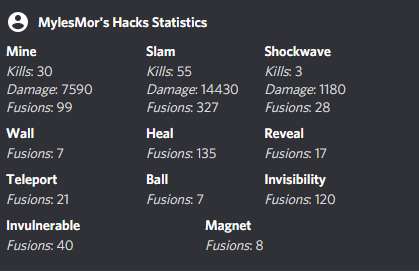 MylesMor's Hacks Statistics
Mine Slam Shockwave
Kills: 30 Kills: 55 Kills: 3
Damage: 7590 Damage: 14430 Damage: 1180
Fusions: 99 Fusions: 327 Fusions: 28
Wall Heal Reveal
Fusions: 7 Fusions: 135 Fusions: 17
Teleport Ball Invisibility
Fusions: 21 Fusions: 7 Fusions: 120
Invulnerable Magnet
Fusions: 40 Fusions: 8